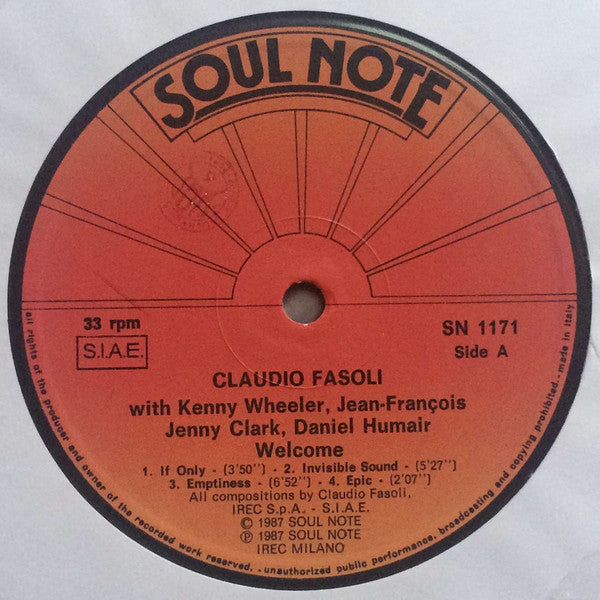 SOUL NOTE
33 rpm
SN 1171
S.I.A.E.
Side A
CLAUDIO FASOLI
with Kenny Wheeler, Jean-François
Jenny Clark, Daniel Humair
Welcome
1. If Only - (3'50'') - 2. Invisible Sound - (5'27'')
3. Emptiness - (6'52'') - 4. Epic - (2'07'')
All compositions by Claudio Fasoli,
IREC S.p.A. - S.I.A.E.
© 1987 SOUL NOTE
℗ 1987 SOUL NOTE
IREC MILANO
all rights of the producer and owner of the recorded work reserved. - unauthorized public performance, broadcasting and copying prohibited. - made in Italy